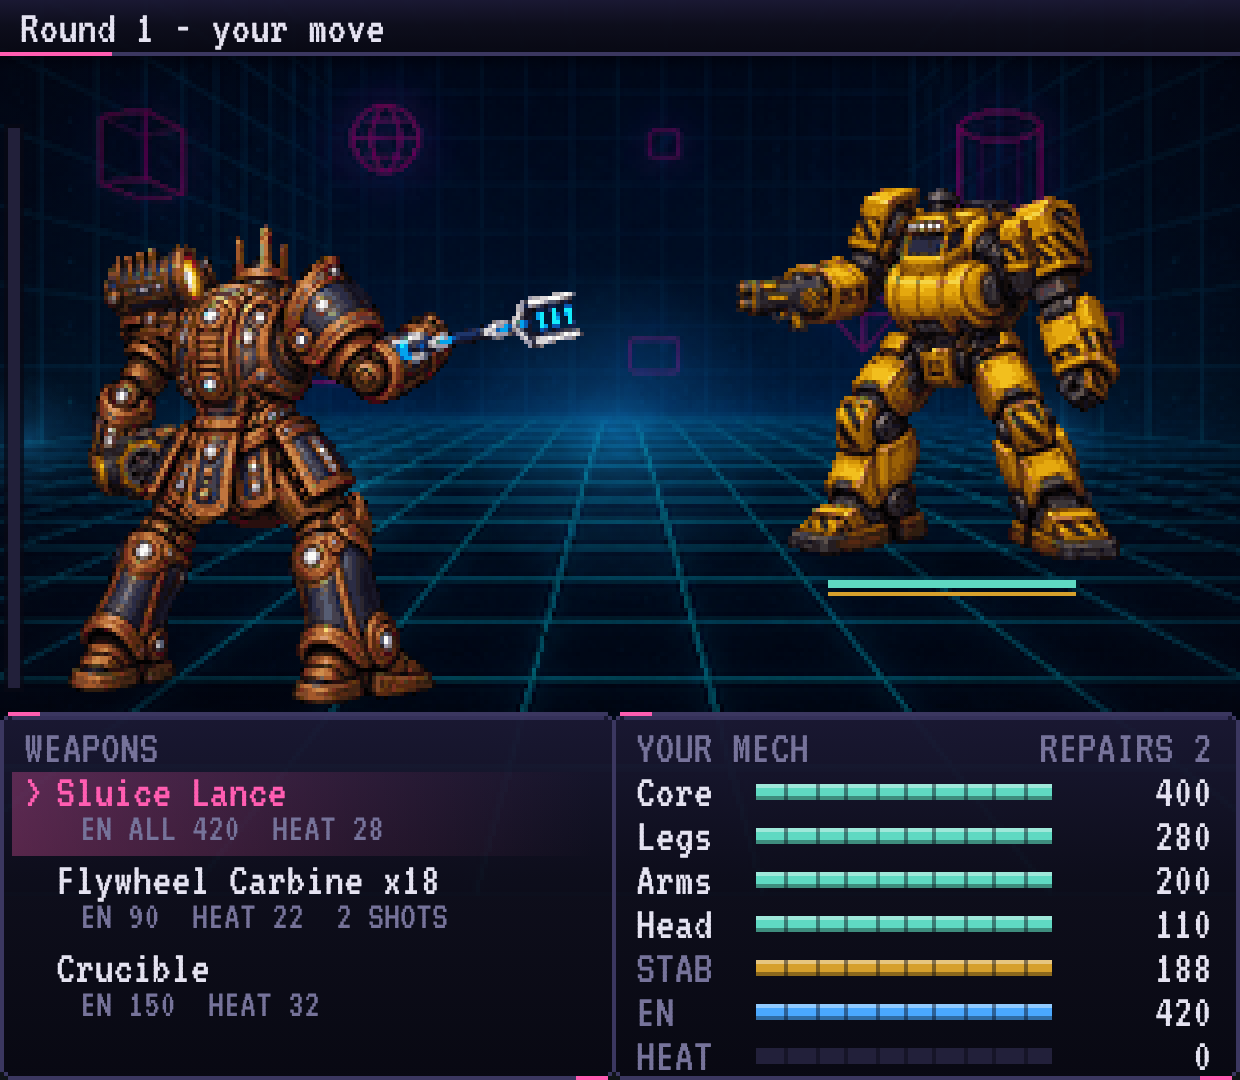 Round 1 - your move
WEAPONS
> Sluice Lance
EN ALL 420 HEAT 28
Flywheel Carbine x18
EN 90 HEAT 22 2 SHOTS
Crucible
EN 150 HEAT 32
YOUR MECH REPAIRS 2
Core 400
Legs 280
Arms 200
Head 110
STAB 188
EN 420
HEAT 0